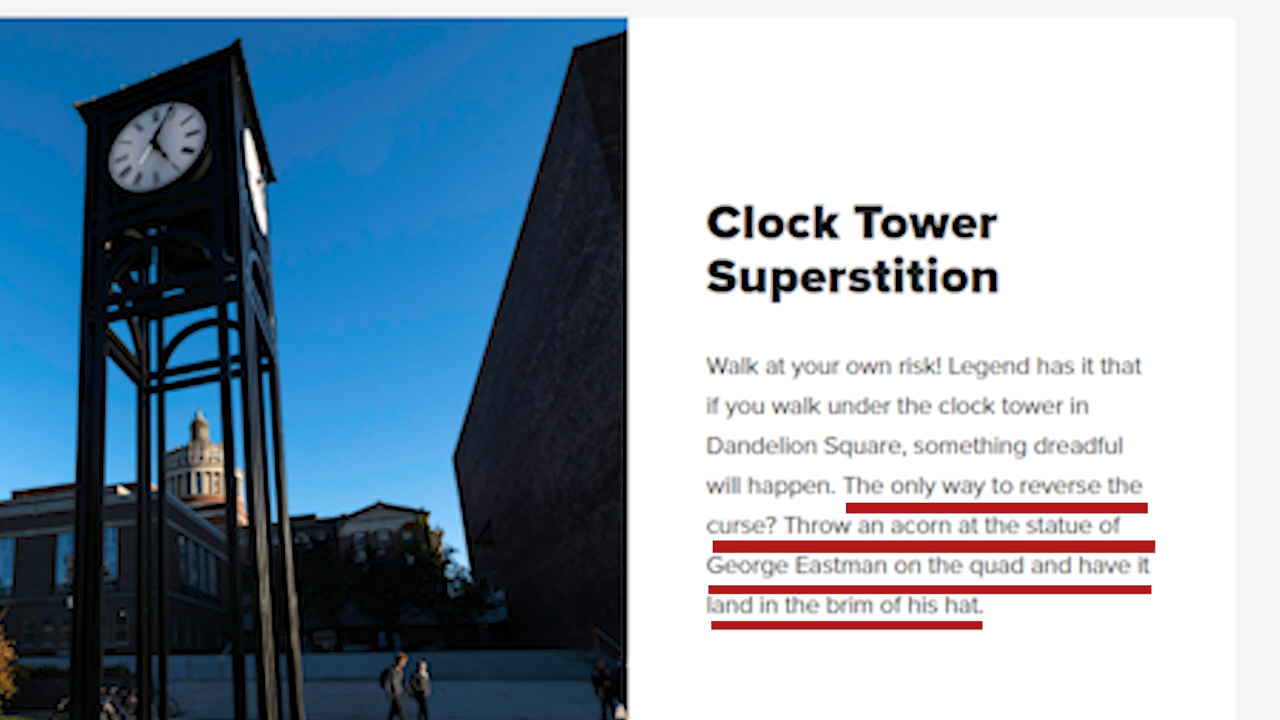 Clock Tower
Superstition
Walk at your own risk! Legend has it that
if you walk under the clock tower in
Dandelion Square, something dreadful
will happen. The only way to reverse the
curse? Throw an acorn at the statue of
George Eastman on the quad and have it
land in the brim of his hat.